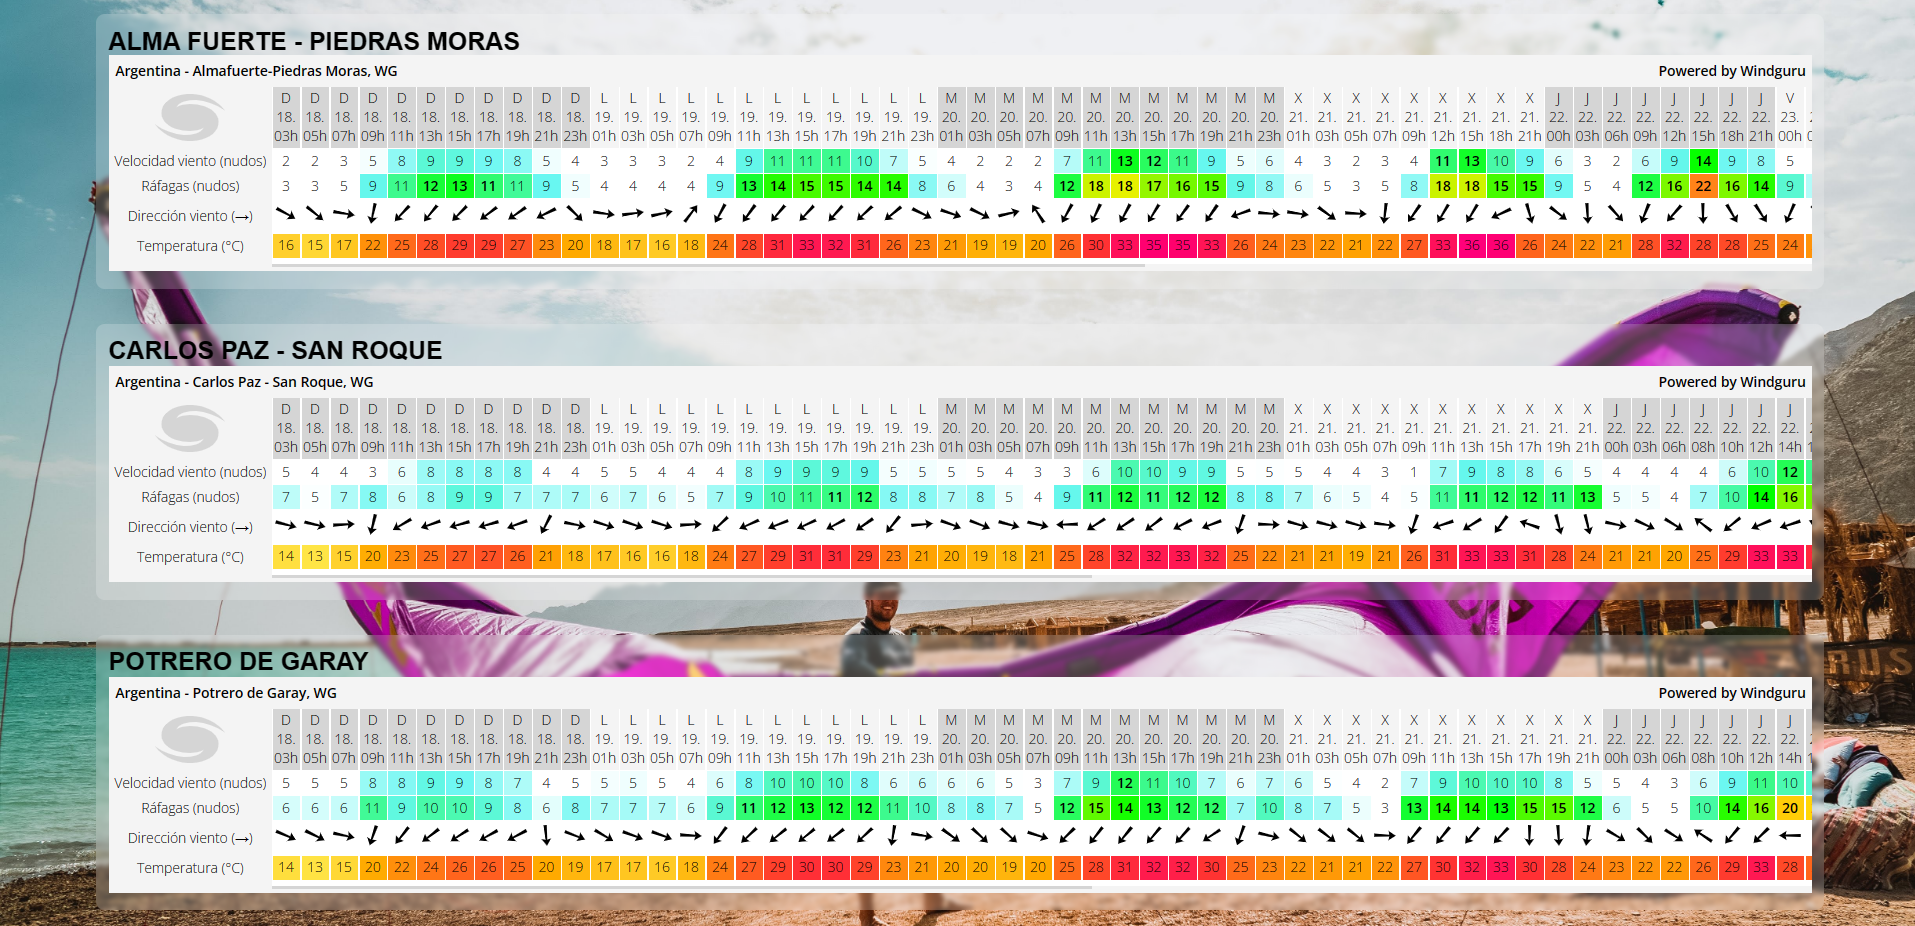 ALMA FUERTE - PIEDRAS MORAS
Argentina - Almafuerte-Piedras Moras, WG Powered by Windguru
D D D D D D D D D D D L L L L L L L L L L L L M M M M M M M M M M M M X X X X X X X X X J J J J J J J J V
18. 18. 18. 18. 18. 18. 18. 18. 18. 18. 18. 19. 19. 19. 19. 19. 19. 19. 19. 19. 19. 19. 19. 20. 20. 20. 20. 20. 20. 20. 20. 20. 20. 20. 20. 21. 21. 21. 21. 21. 21. 21. 21. 21. 22. 22. 22. 22. 22. 22. 22. 22. 23.
03h 05h 07h 09h 11h 13h 15h 17h 19h 21h 23h 01h 03h 05h 07h 09h 11h 13h 15h 17h 19h 21h 23h 01h 03h 05h 07h 09h 11h 13h 15h 17h 19h 21h 23h 01h 03h 05h 07h 09h 12h 15h 18h 21h 00h 03h 06h 09h 12h 15h 18h 21h 00h
Velocidad viento (nudos) 2 2 3 5 8 9 9 9 8 5 4 3 3 3 2 4 9 11 11 11 10 7 5 4 2 2 2 7 11 13 12 11 9 5 6 4 3 2 3 4 11 13 10 9 6 3 2 6 9 14 9 8 5
Ráfagas (nudos) 3 3 5 9 11 12 13 11 11 9 5 4 4 4 4 9 13 14 15 15 14 14 8 6 4 3 4 12 18 18 17 16 15 9 8 6 5 3 5 8 18 18 15 15 9 5 4 12 16 22 16 14 9
Dirección viento (→)
Temperatura (°C) 16 15 17 22 25 28 29 29 27 23 20 18 17 16 18 24 28 31 33 32 31 26 23 21 19 19 20 26 30 33 35 35 33 26 24 23 22 21 22 27 33 36 36 26 24 22 21 28 32 28 28 25 24
CARLOS PAZ - SAN ROQUE
Argentina - Carlos Paz - San Roque, WG Powered by Windguru
D D D D D D D D D D D L L L L L L L L L L L L M M M M M M M M M M M M X X X X X X X X X X X J J J J J J J
18. 18. 18. 18. 18. 18. 18. 18. 18. 18. 18. 19. 19. 19. 19. 19. 19. 19. 19. 19. 19. 19. 19. 20. 20. 20. 20. 20. 20. 20. 20. 20. 20. 20. 20. 21. 21. 21. 21. 21. 21. 21. 21. 21. 21. 21. 22. 22. 22. 22. 22. 22. 22.
03h 05h 07h 09h 11h 13h 15h 17h 19h 21h 23h 01h 03h 05h 07h 09h 11h 13h 15h 17h 19h 21h 23h 01h 03h 05h 07h 09h 11h 13h 15h 17h 19h 21h 23h 01h 03h 05h 07h 09h 11h 13h 15h 17h 19h 21h 00h 03h 06h 08h 10h 12h 14h
Velocidad viento (nudos) 5 4 4 3 6 8 8 8 8 4 4 5 5 4 4 4 8 9 9 9 9 5 5 5 5 4 3 3 6 10 10 9 9 5 5 5 4 4 3 1 7 9 8 8 6 5 4 4 4 4 6 10 12
Ráfagas (nudos) 7 5 7 8 6 8 9 9 7 7 7 6 7 6 5 7 9 10 11 11 12 8 8 7 8 5 4 9 11 12 11 12 12 8 8 7 6 5 4 5 11 11 12 12 11 13 5 5 4 7 10 14 16
Dirección viento (→)
Temperatura (°C) 14 13 15 20 23 25 27 27 26 21 18 17 16 16 18 24 27 29 31 31 29 23 21 20 19 18 21 25 28 32 32 33 32 25 22 21 21 19 21 26 31 33 33 31 28 24 21 21 20 25 29 33 33
POTRERO DE GARAY
Argentina - Potrero de Garay, WG Powered by Windguru
D D D D D D D D D D D L L L L L L L L L L L L M M M M M M M M M M M M X X X X X X X X X X X J J J J J J J
18. 18. 18. 18. 18. 18. 18. 18. 18. 18. 18. 19. 19. 19. 19. 19. 19. 19. 19. 19. 19. 19. 19. 20. 20. 20. 20. 20. 20. 20. 20. 20. 20. 20. 20. 21. 21. 21. 21. 21. 21. 21. 21. 21. 21. 21. 22. 22. 22. 22. 22. 22. 22.
03h 05h 07h 09h 11h 13h 15h 17h 19h 21h 23h 01h 03h 05h 07h 09h 11h 13h 15h 17h 19h 21h 23h 01h 03h 05h 07h 09h 11h 13h 15h 17h 19h 21h 23h 01h 03h 05h 07h 09h 11h 13h 15h 17h 19h 21h 00h 03h 06h 08h 10h 12h 14h
Velocidad viento (nudos) 5 5 5 8 8 9 9 8 7 4 5 5 5 5 4 6 8 10 10 10 8 6 6 6 6 5 3 7 9 12 11 10 7 6 7 6 5 4 2 7 9 10 10 10 8 5 5 4 3 6 9 11 10
Ráfagas (nudos) 6 6 6 11 9 10 10 9 8 6 8 7 7 7 6 9 11 12 13 12 12 11 10 8 8 7 5 12 15 14 13 12 12 7 10 8 7 5 3 13 14 14 13 15 15 12 6 5 5 10 14 16 20
Dirección viento (→)
Temperatura (°C) 14 13 15 20 22 24 26 26 25 20 19 17 17 16 18 24 27 29 30 30 29 23 21 20 20 19 20 25 28 31 32 32 30 25 23 22 21 21 22 27 30 32 33 30 28 24 23 22 22 26 29 33 28
RUS